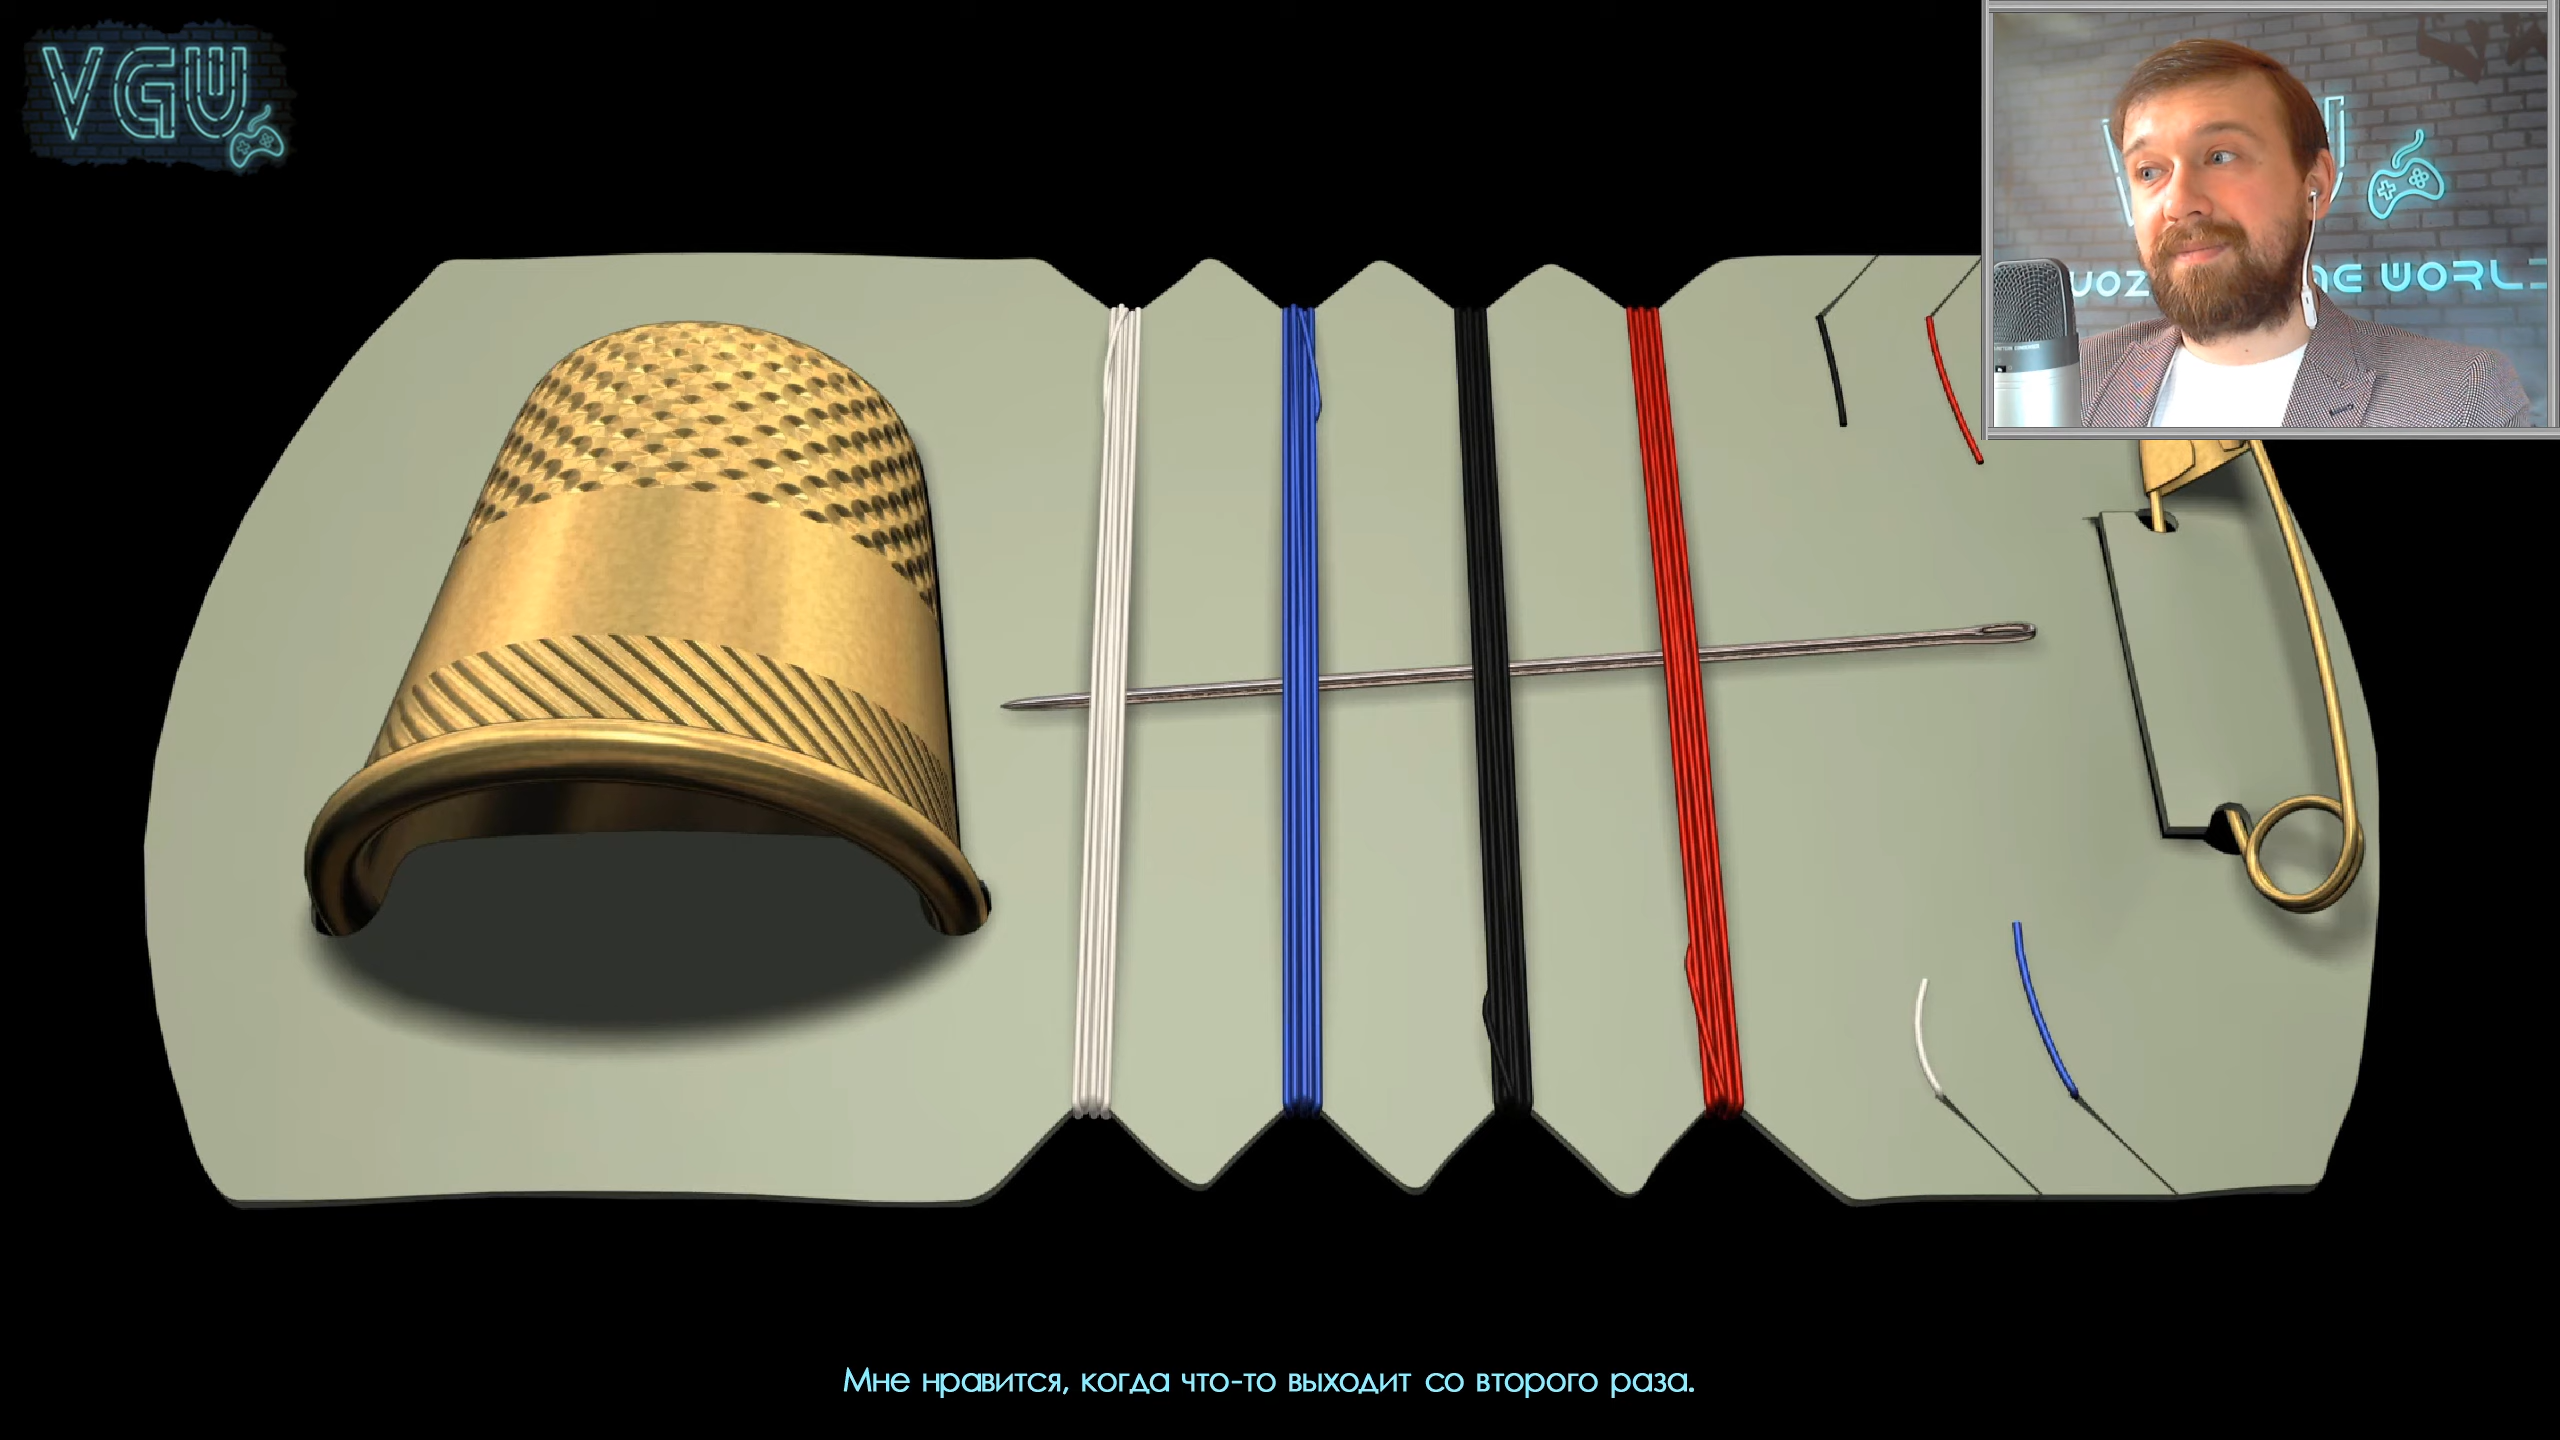 VGU
Мне нравится, когда что-то выходит со второго раза.